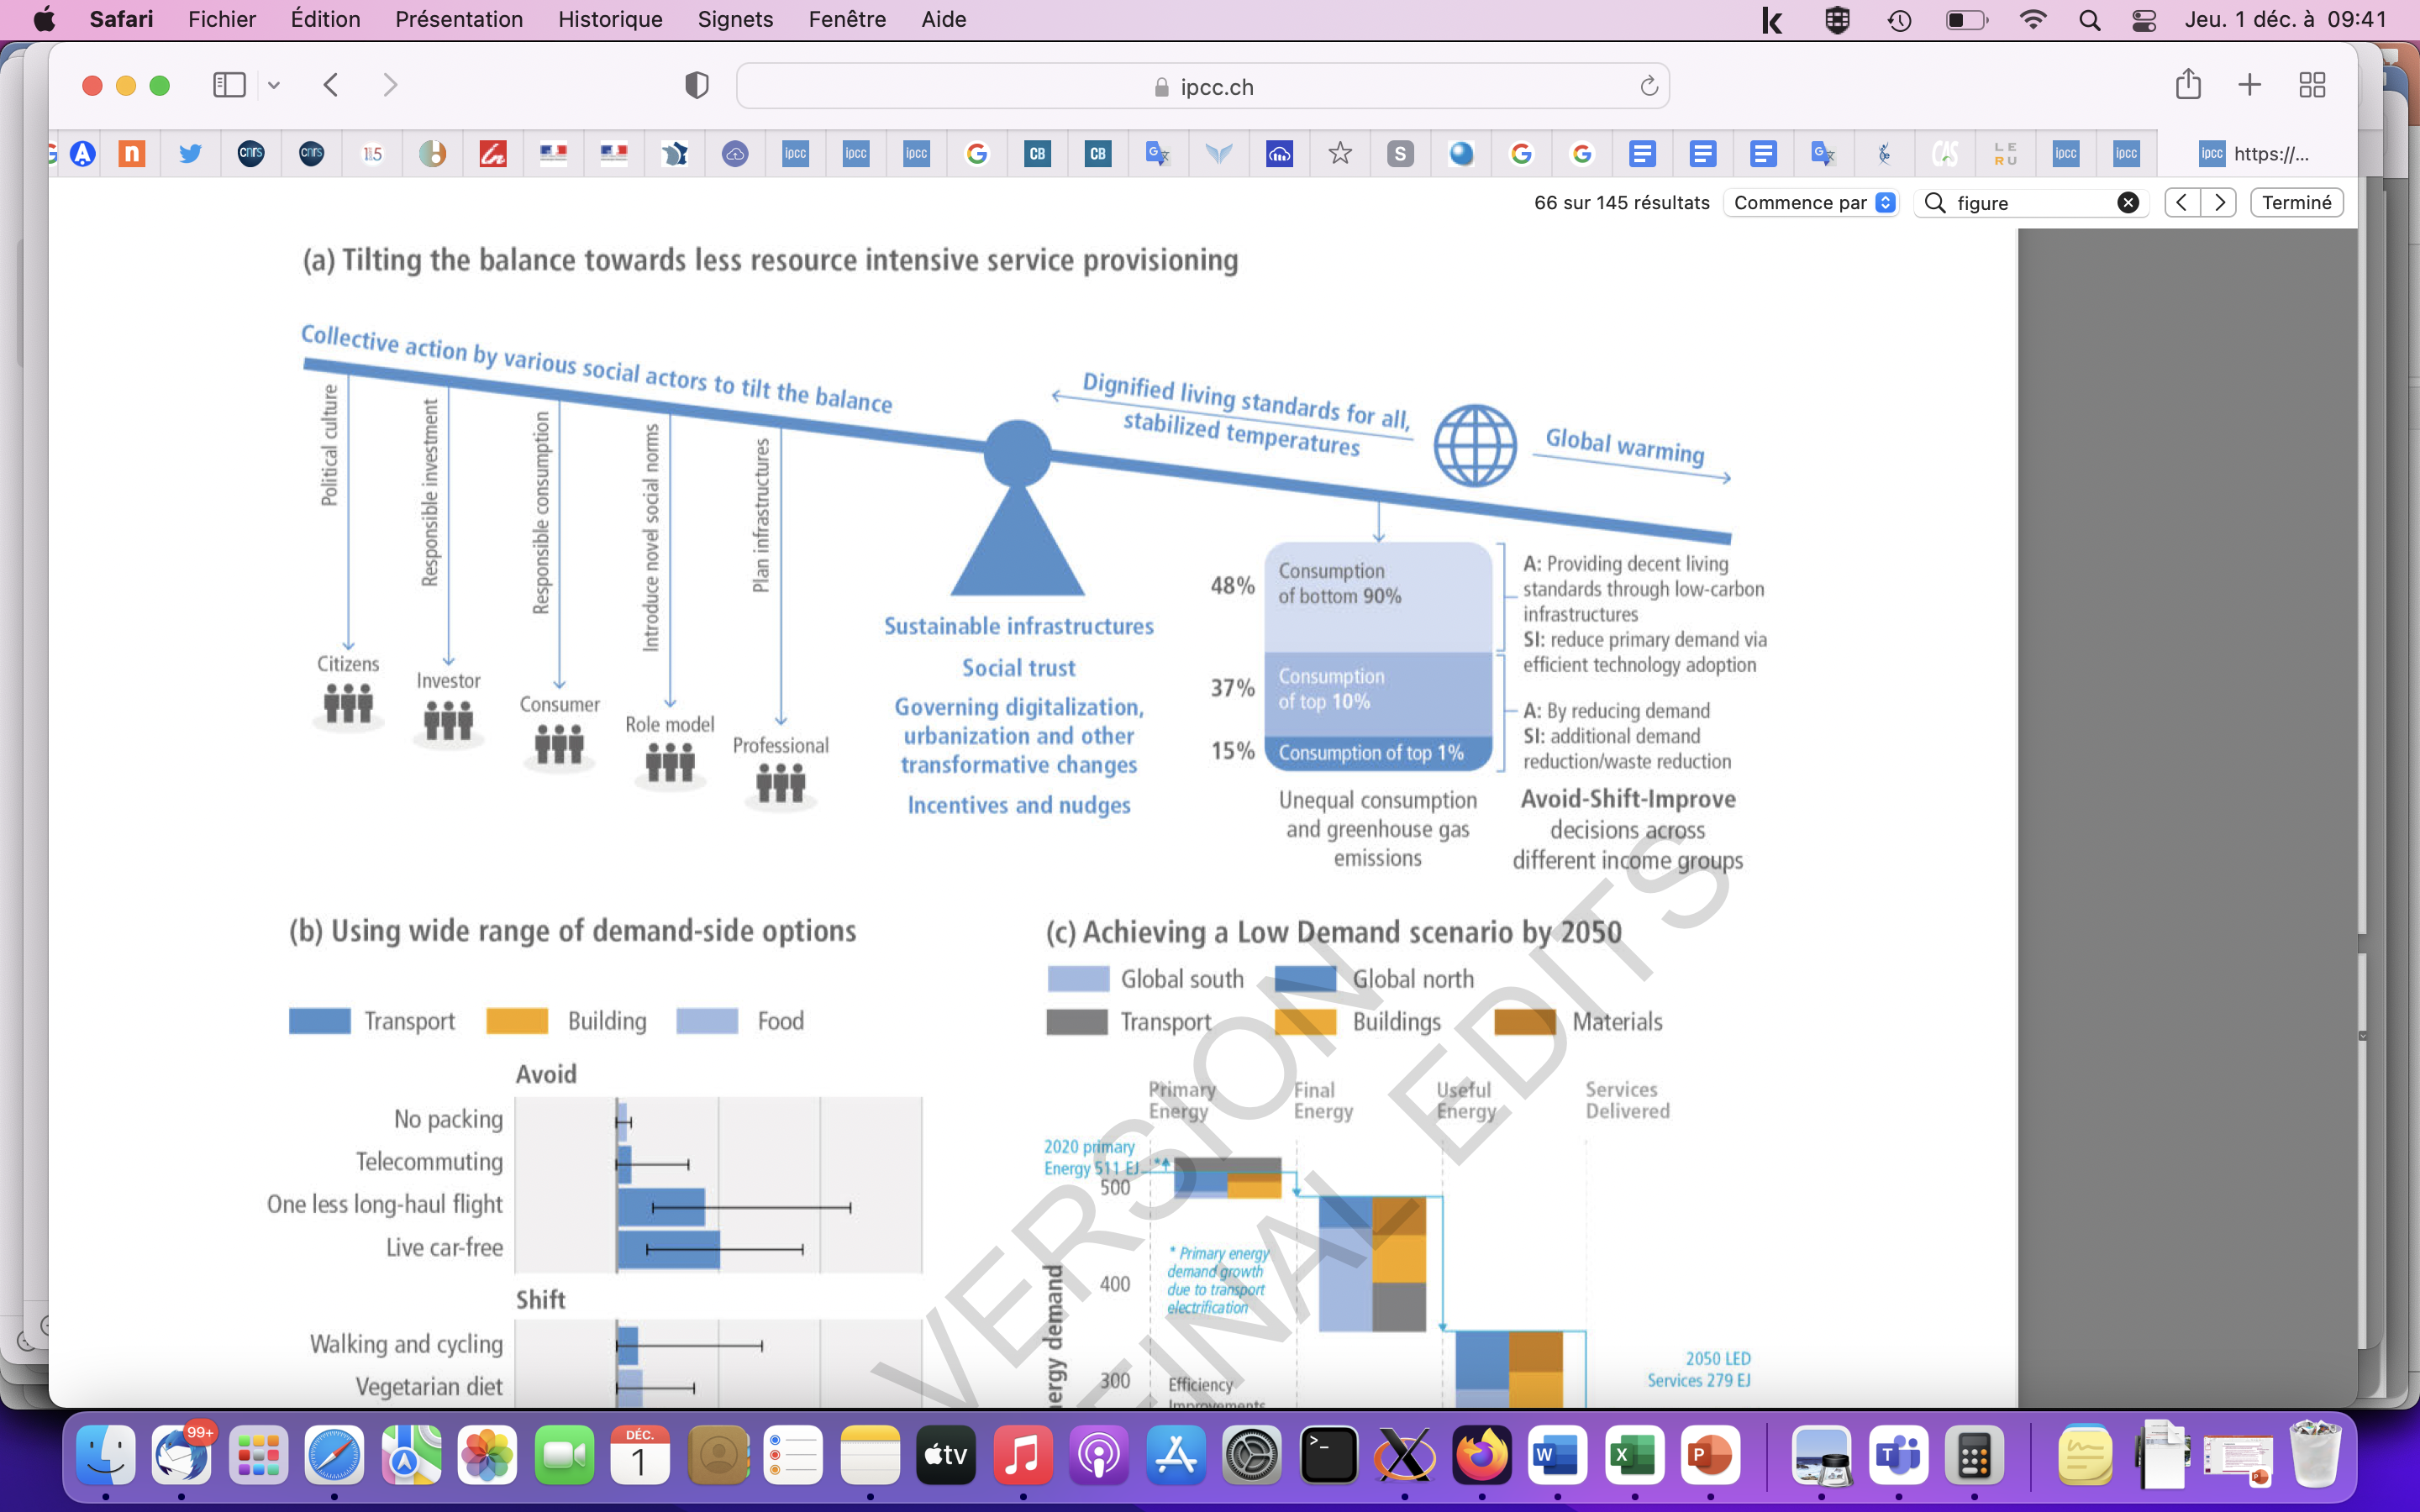 Safari Fichier Édition Présentation Historique Signets Fenêtre Aide
Jeu. 1 déc. à 09:41
ipcc.ch
https://...
66 sur 145 résultats Commence par figure Terminé
(a) Tilting the balance towards less resource intensive service provisioning
Collective action by various social actors to tilt the balance
Dignified living standards for all,
stabilized temperatures
Global warming
Political culture
Responsible investment
Responsible consumption
Introduce novel social norms
Plan infrastructures
Citizens
Investor
Consumer
Role model
Professional
Sustainable infrastructures
Social trust
Governing digitalization,
urbanization and other
transformative changes
Incentives and nudges
48%
Consumption
of bottom 90%
37%
Consumption
of top 10%
15%
Consumption of top 1%
Unequal consumption
and greenhouse gas
emissions
A: Providing decent living
standards through low-carbon
infrastructures
SI: reduce primary demand via
efficient technology adoption
A: By reducing demand
SI: additional demand
reduction/waste reduction
Avoid-Shift-Improve
decisions across
different income groups
(b) Using wide range of demand-side options
Transport Building Food
Avoid
No packing
Telecommuting
One less long-haul flight
Live car-free
Shift
Walking and cycling
Vegetarian diet
(c) Achieving a Low Demand scenario by 2050
Global south Global north
Transport Buildings Materials
Primary
Energy
Final
Energy
Useful
Energy
Services
Delivered
2020 primary
Energy 511 EJ
500
400
300
* Primary energy
demand growth
due to transport
electrification
Efficiency
Improvements
energy demand
2050 LED
Services 279 EJ
VERSION
FINAL EDITS
99+
DÉC.
1
tv